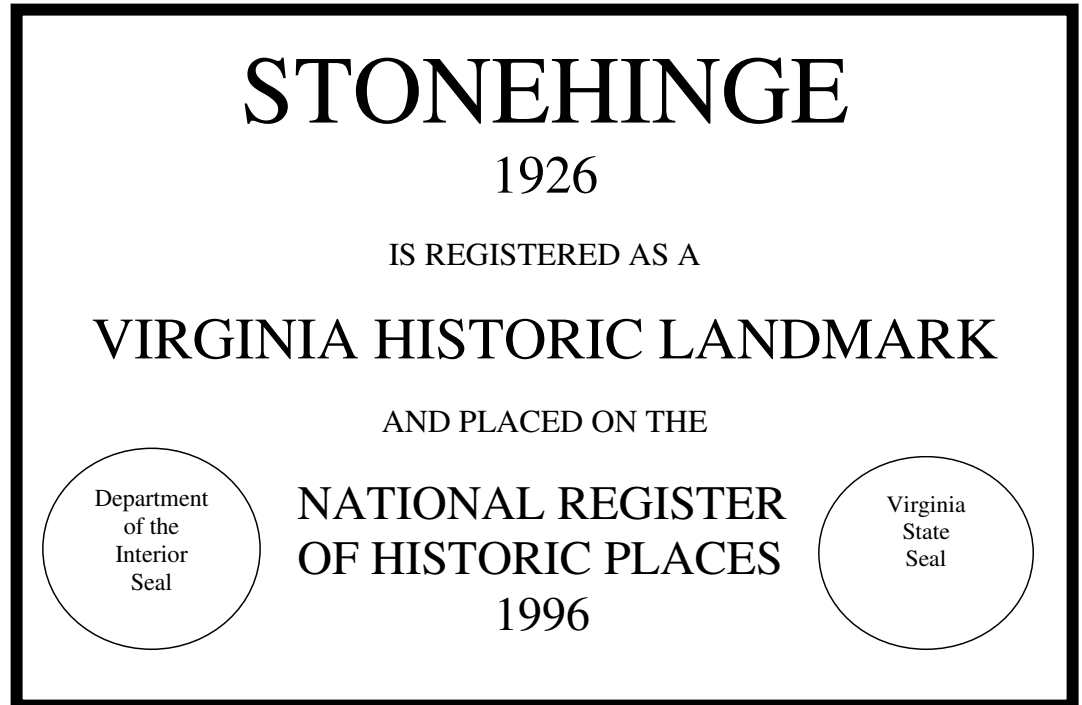 STONEHINGE
1926
IS REGISTERED AS A
VIRGINIA HISTORIC LANDMARK
AND PLACED ON THE
Department
of the
Interior
Seal
NATIONAL REGISTER
OF HISTORIC PLACES
1996
Virginia
State
Seal